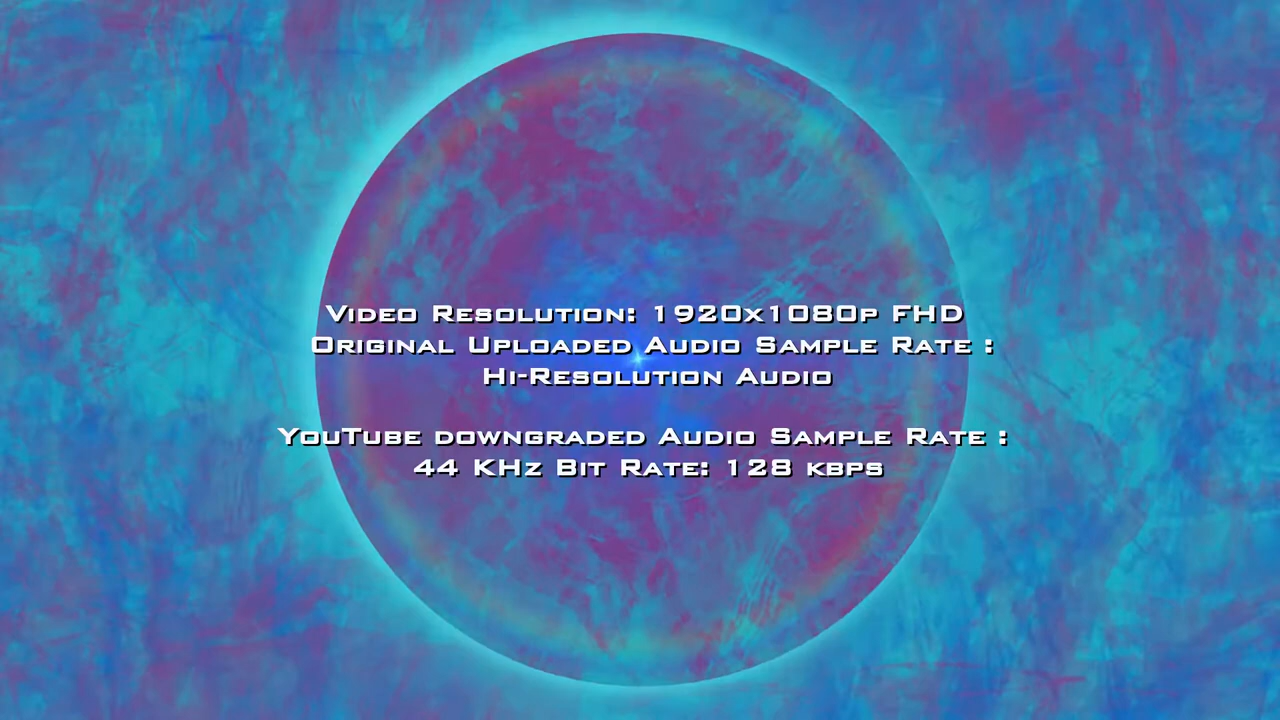 Video Resolution: 1920x1080p FHD
Original Uploaded Audio Sample Rate :
Hi-Resolution Audio
YouTube downgraded Audio Sample Rate :
44 KHz Bit Rate: 128 kbps